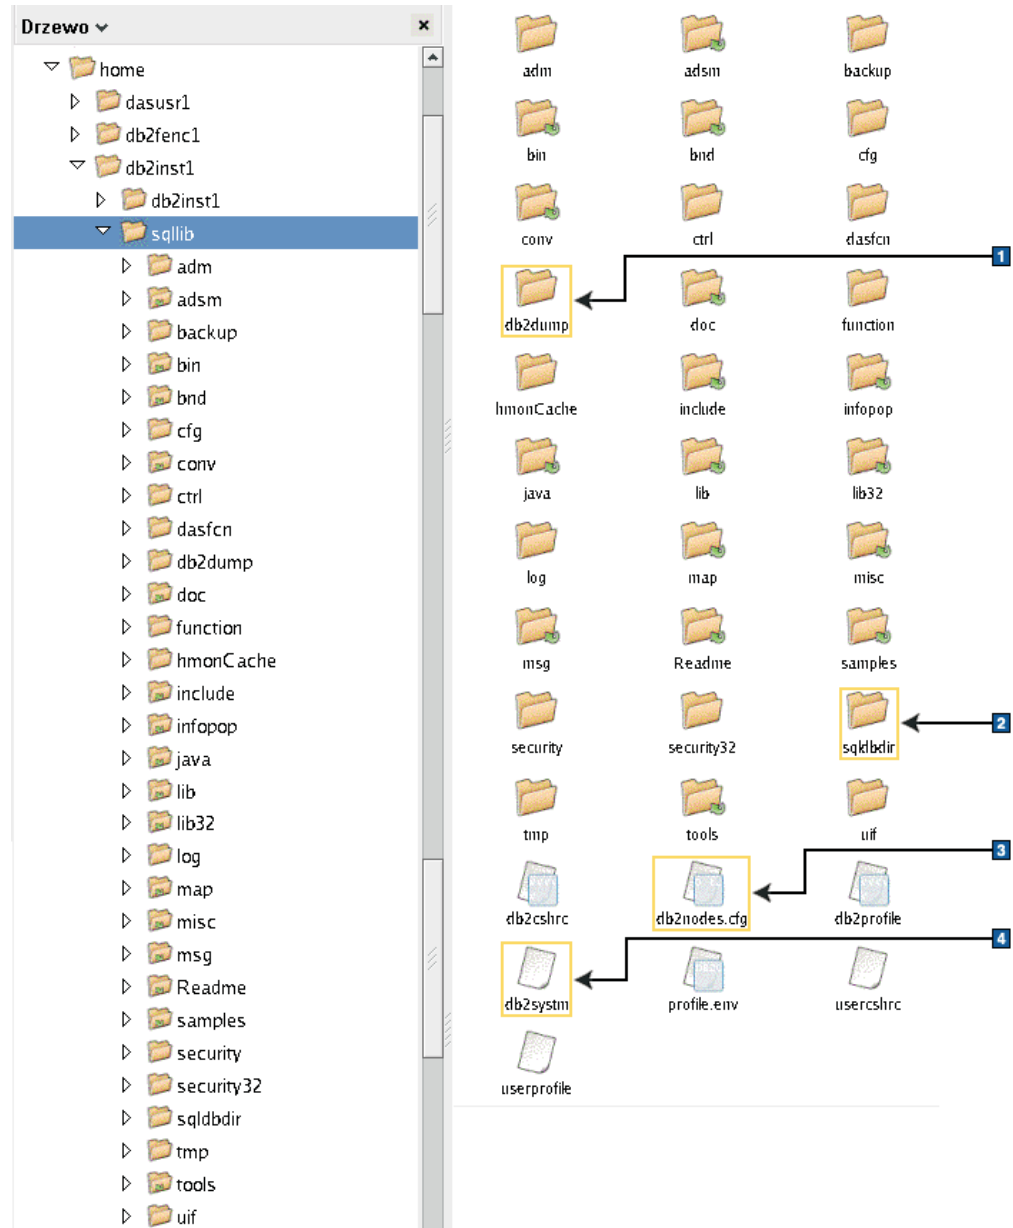 Drzewo
home
dasusr1
db2fenc1
db2inst1
db2inst1
sqllib
adm
adsm
backup
bin
bnd
cfg
conv
ctrl
dasfcn
db2dump
doc
function
hmonCache
include
infopop
java
lib
lib32
log
map
misc
msg
Readme
samples
security
security32
sqldbdir
tmp
tools
uif
adm adsm backup
bin bnd cfg
conv ctrl dasfcn
1
db2dump doc function
hmonCache include infopop
java lib lib32
log map misc
msg Readme samples
2
security security32 sqldbdir
tmp tools uif
3
db2cshrc db2nodes.cfg db2profile
4
db2systm profile.env usercshrc
userprofile